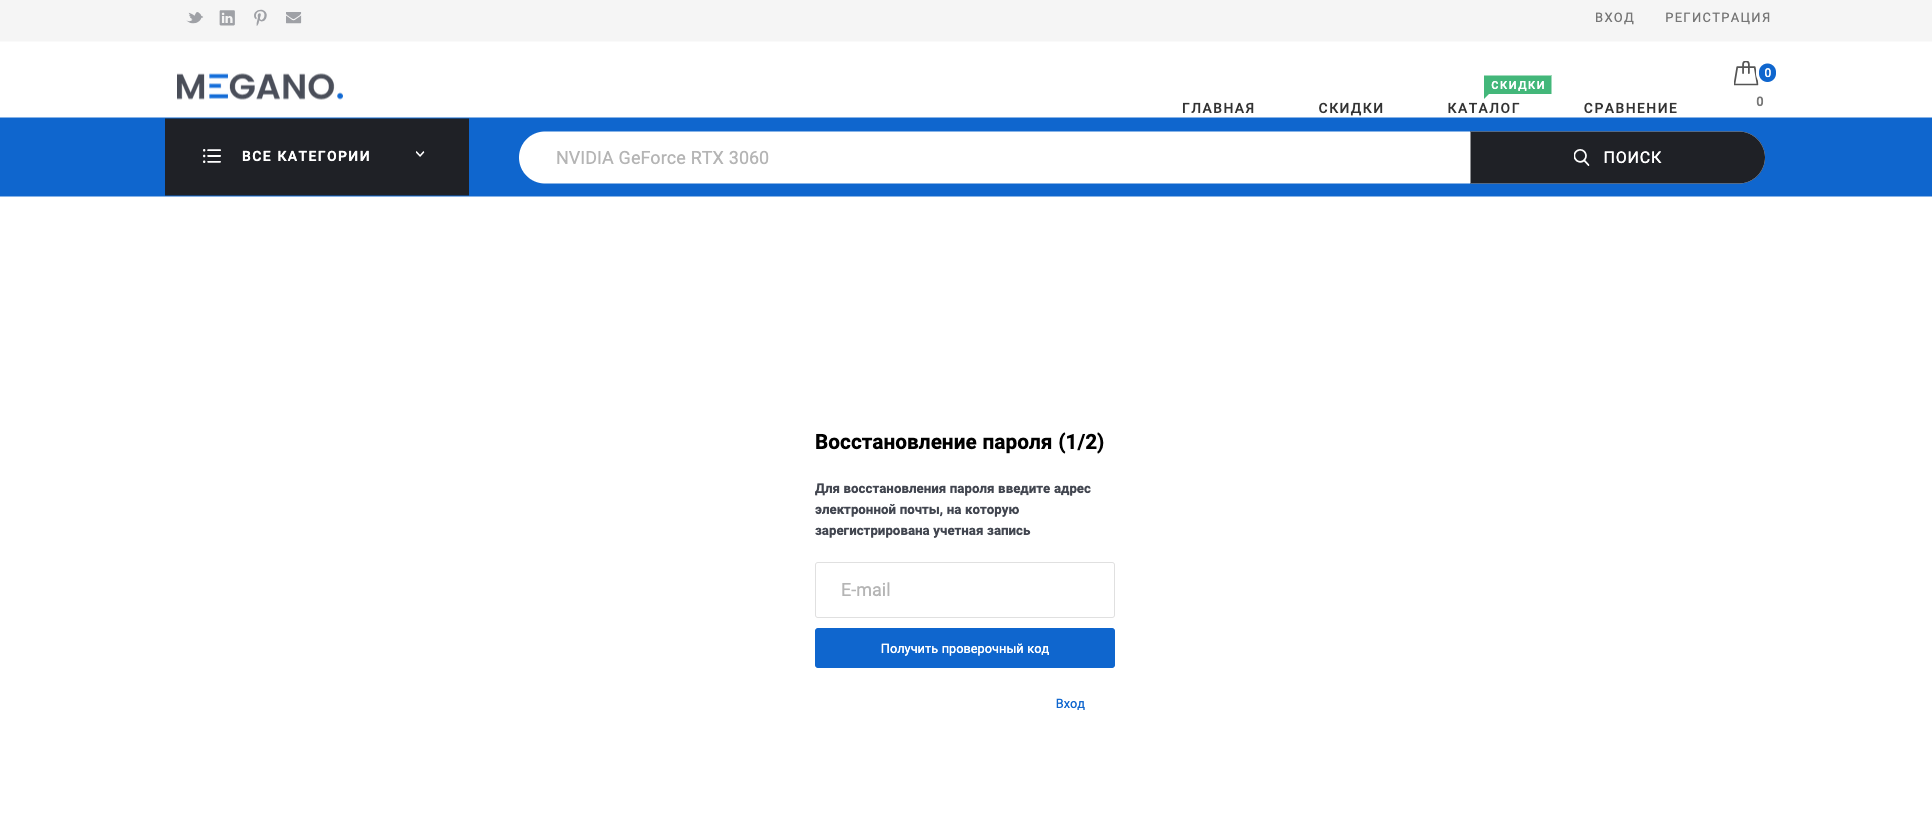 ВХОД РЕГИСТРАЦИЯ
MEGANO.
ГЛАВНАЯ СКИДКИ КАТАЛОГ СКИДКИ СРАВНЕНИЕ 0
0
ВСЕ КАТЕГОРИИ NVIDIA GeForce RTX 3060 ПОИСК
Восстановление пароля (1/2)
Для восстановления пароля введите адрес
электронной почты, на которую
зарегистрирована учетная запись
E-mail
Получить проверочный код
Вход